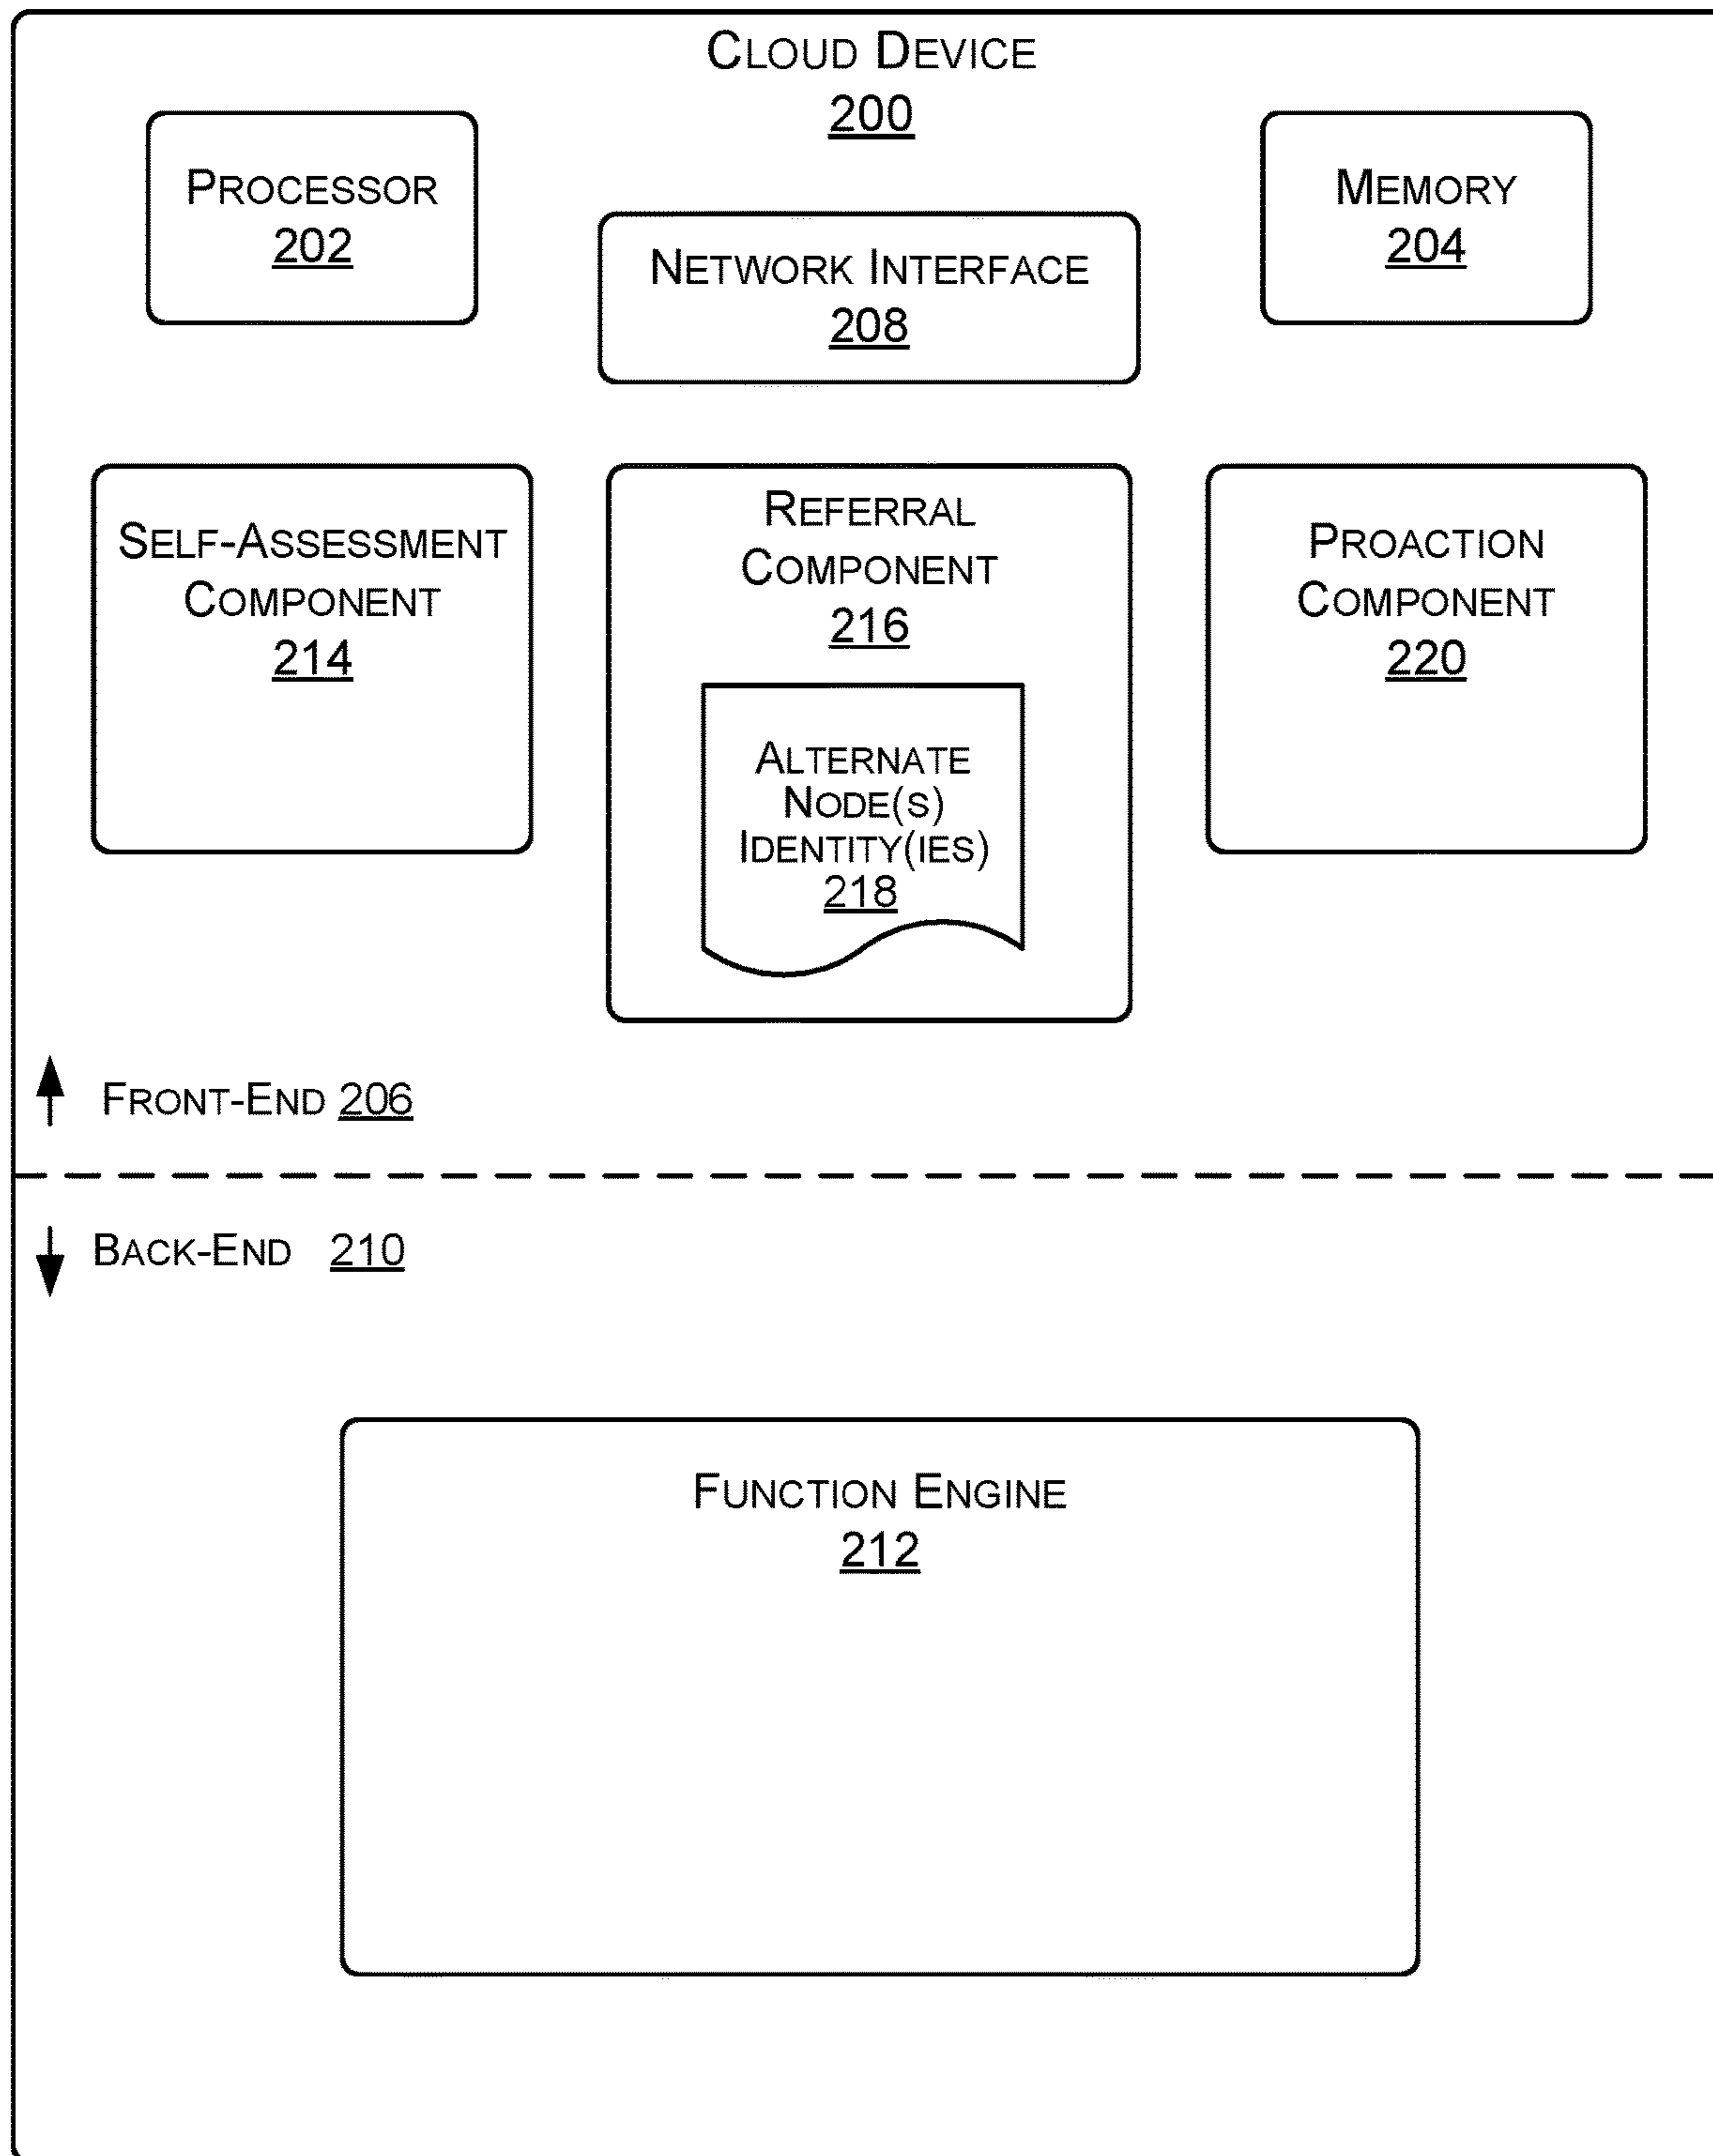 CLOUD DEVICE
200
PROCESSOR
202
MEMORY
204
NETWORK INTERFACE
208
SELF-ASSESSMENT
COMPONENT
214
REFERRAL
COMPONENT
216
ALTERNATE
NODE(S)
IDENTITY(IES)
218
PROACTION
COMPONENT
220
FRONT-END 206
BACK-END 210
FUNCTION ENGINE
212